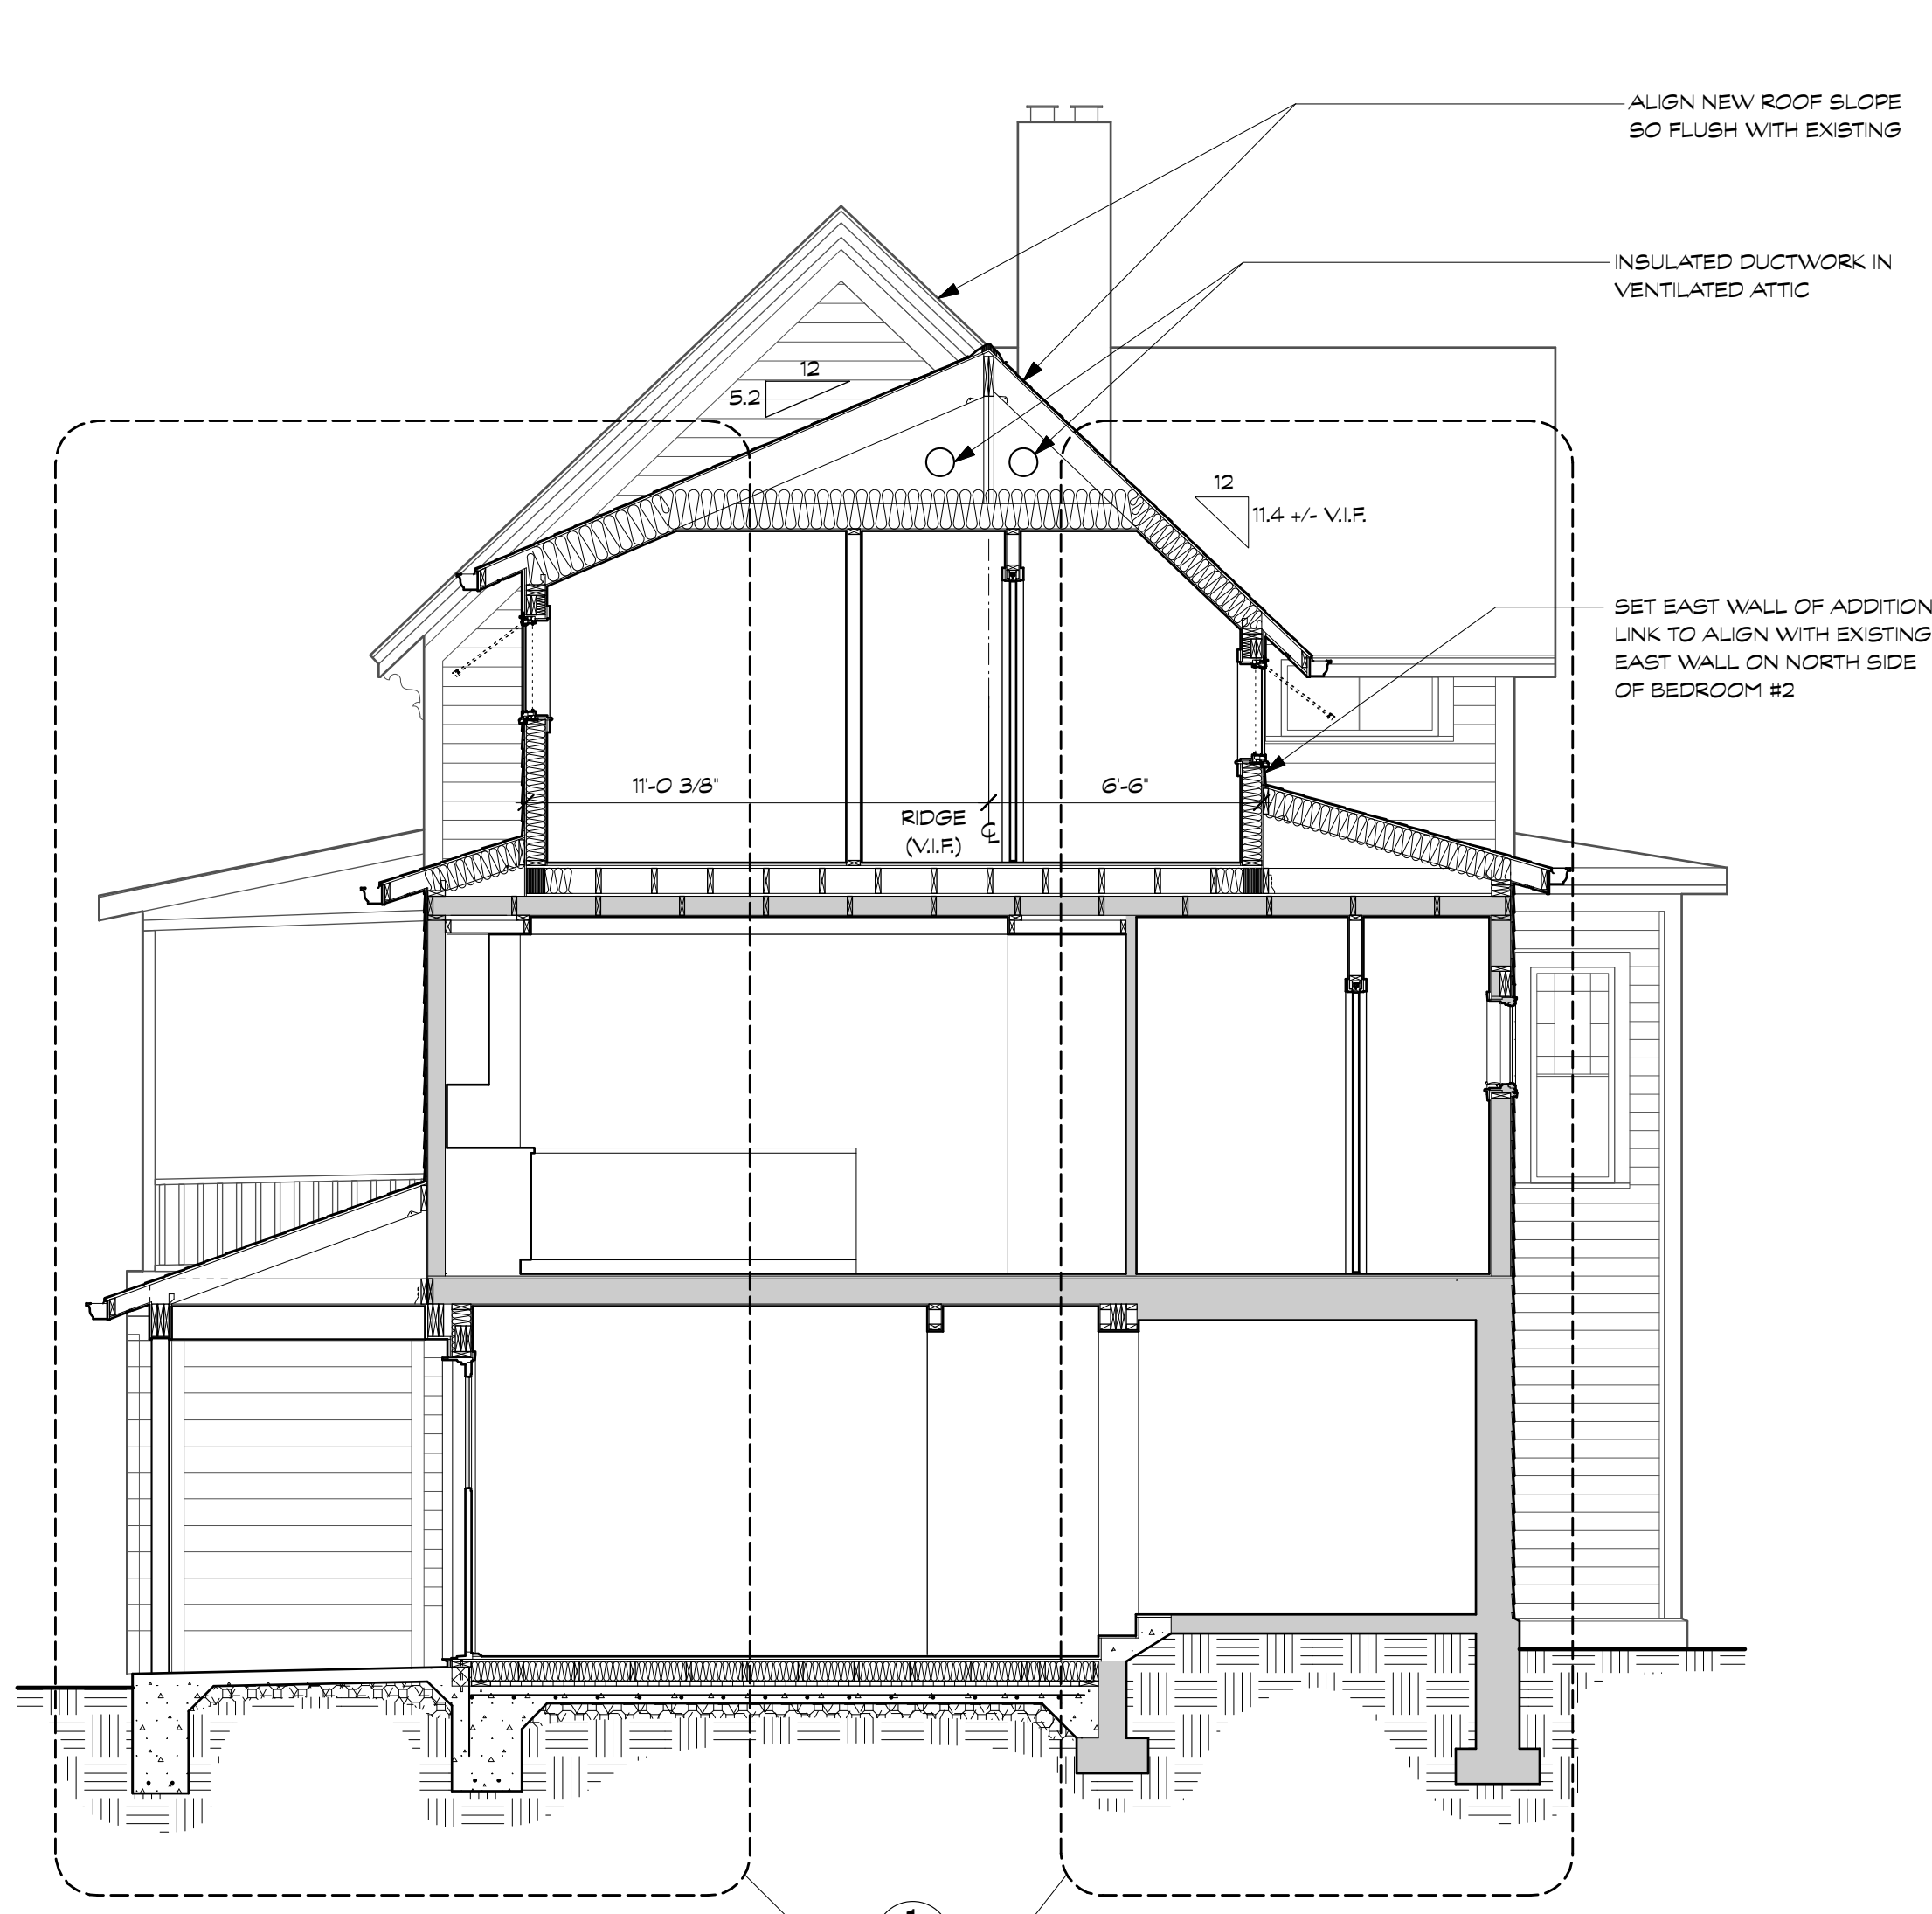 ALIGN NEW ROOF SLOPE
SO FLUSH WITH EXISTING
INSULATED DUCTWORK IN
VENTILATED ATTIC
12
5.2
12
11.4 +/- V.I.F.
SET EAST WALL OF ADDITION
LINK TO ALIGN WITH EXISTING
EAST WALL ON NORTH SIDE
OF BEDROOM #2
11'-0 3/8"
6'-6"
RIDGE
(V.I.F.)
℄